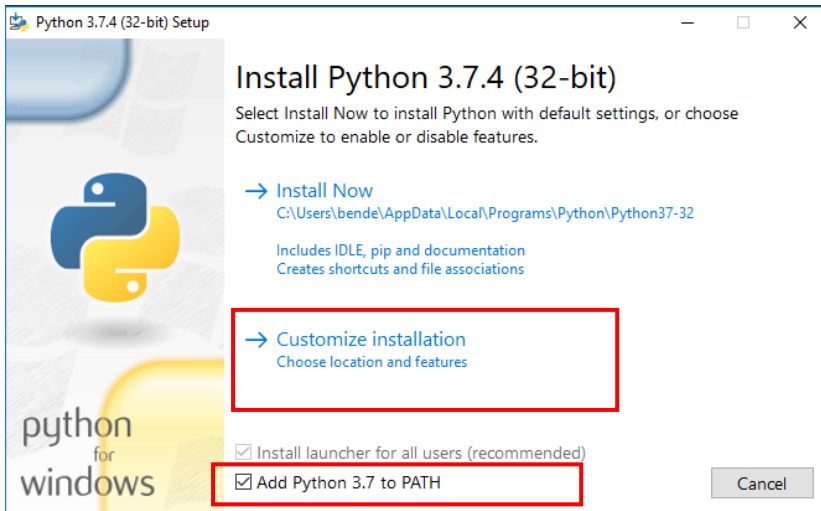 Python 3.7.4 (32-bit) Setup
Install Python 3.7.4 (32-bit)
Select Install Now to install Python with default settings, or choose
Customize to enable or disable features.
Install Now
C:\Users\bende\AppData\Local\Programs\Python\Python37-32
Includes IDLE, pip and documentation
Creates shortcuts and file associations
Customize installation
Choose location and features
python
for
windows
Install launcher for all users (recommended)
Add Python 3.7 to PATH
Cancel